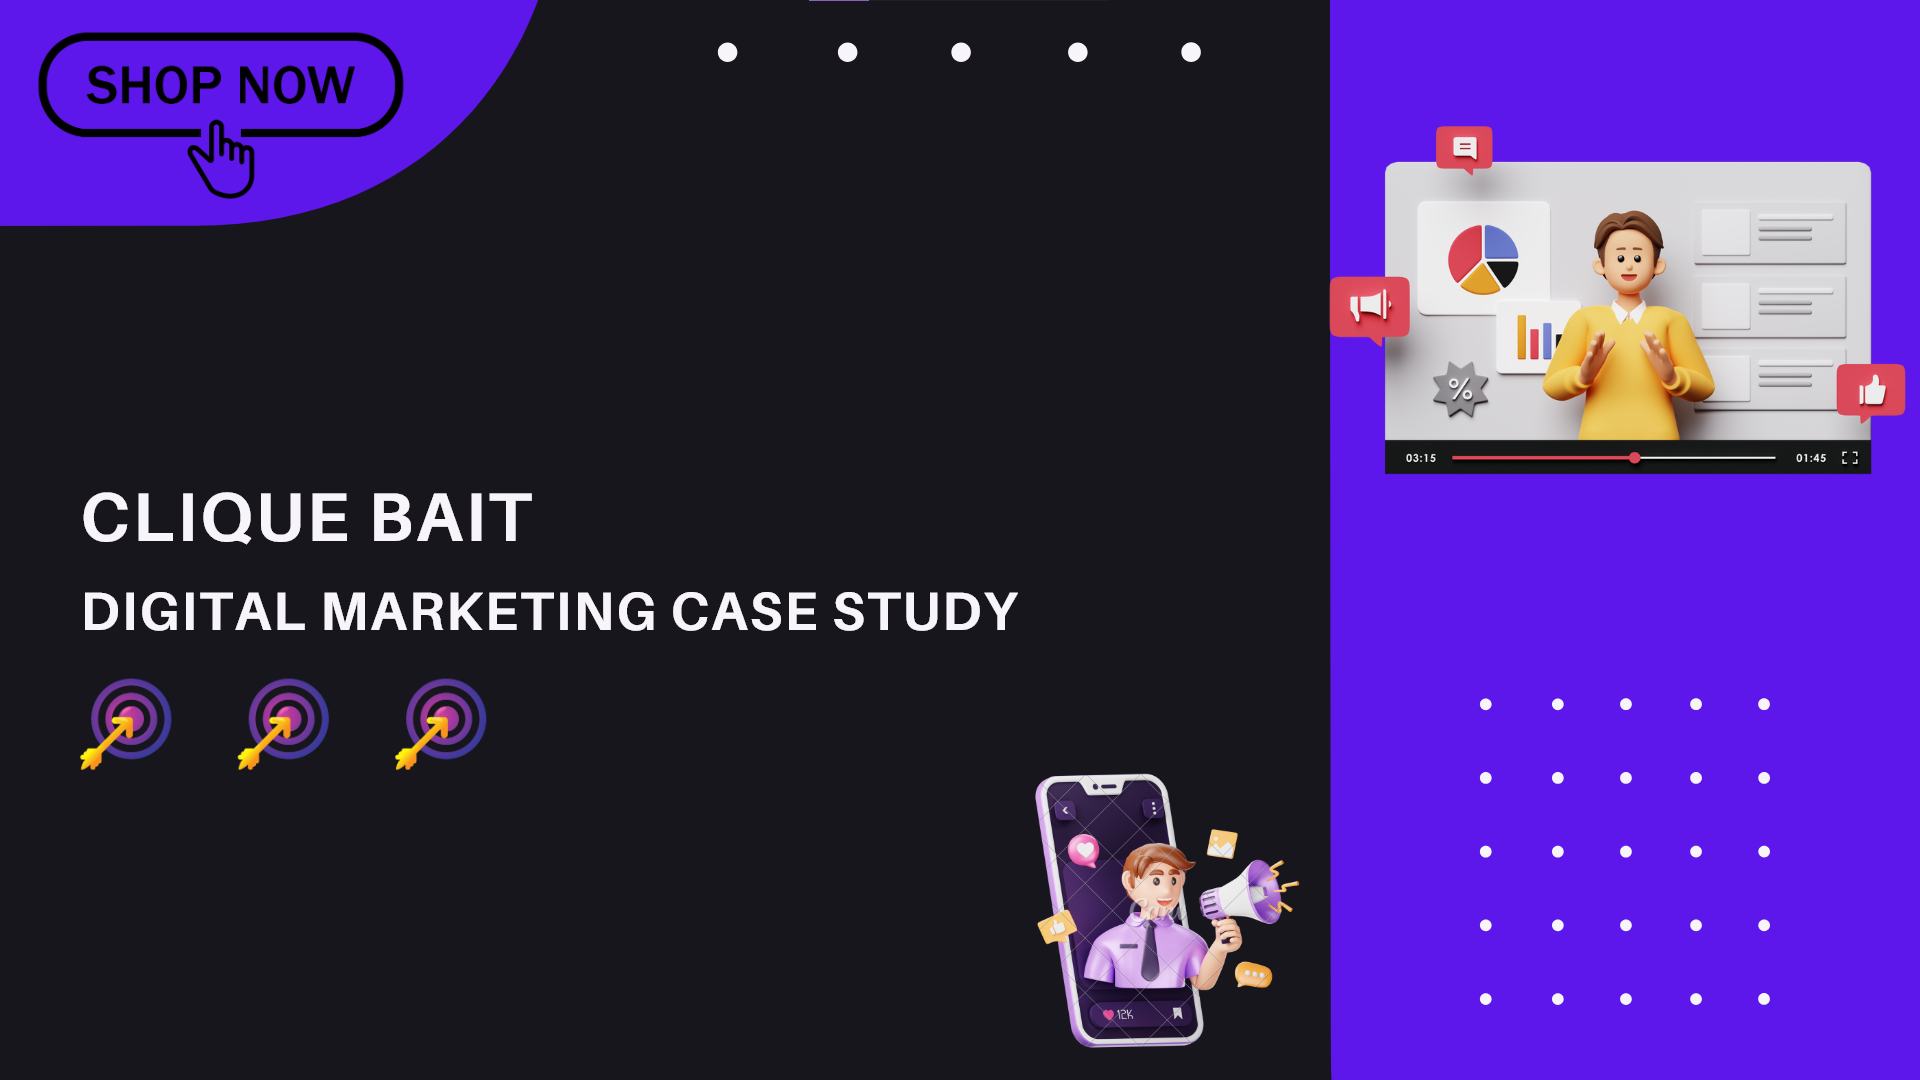 SHOP NOW
%
03:15
01:45
CLIQUE BAIT
DIGITAL MARKETING CASE STUDY
12K